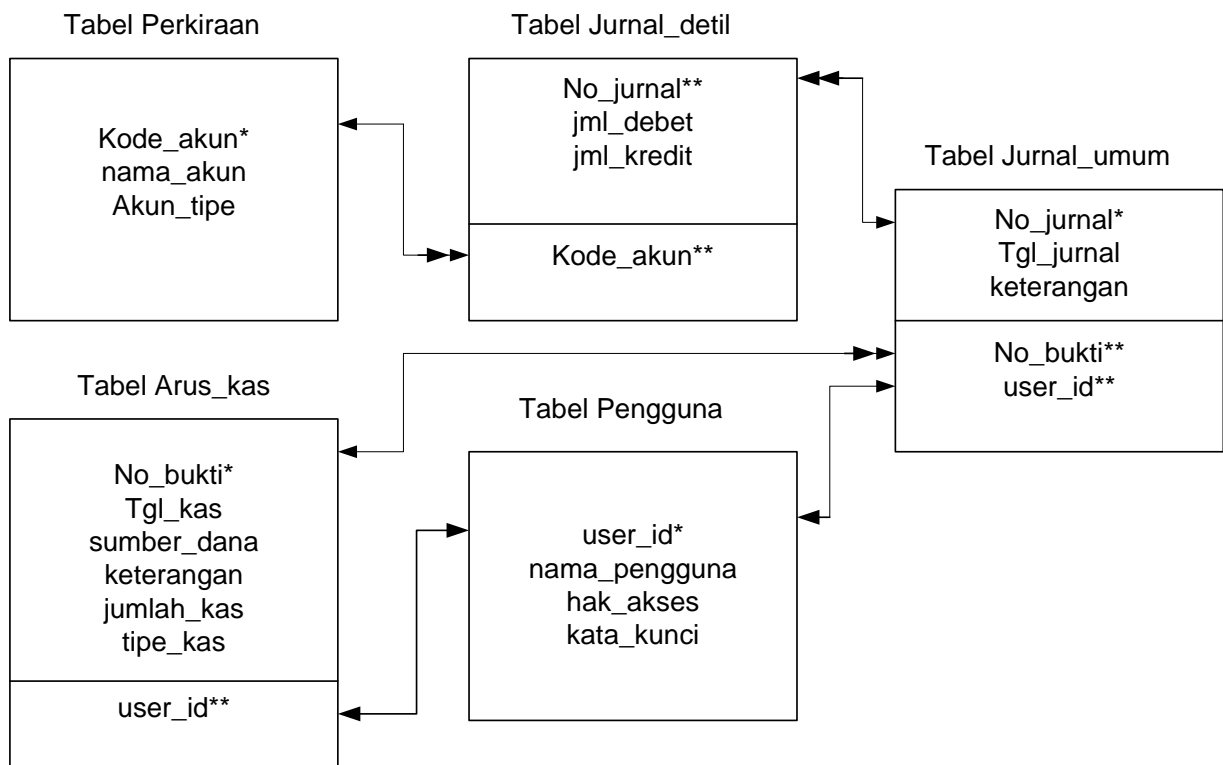 Tabel Perkiraan
Kode_akun*
nama_akun
Akun_tipe
Tabel Jurnal_detil
No_jurnal**
jml_debet
jml_kredit
Kode_akun**
Tabel Jurnal_umum
No_jurnal*
Tgl_jurnal
keterangan
No_bukti**
user_id**
Tabel Arus_kas
No_bukti*
Tgl_kas
sumber_dana
keterangan
jumlah_kas
tipe_kas
user_id**
Tabel Pengguna
user_id*
nama_pengguna
hak_akses
kata_kunci